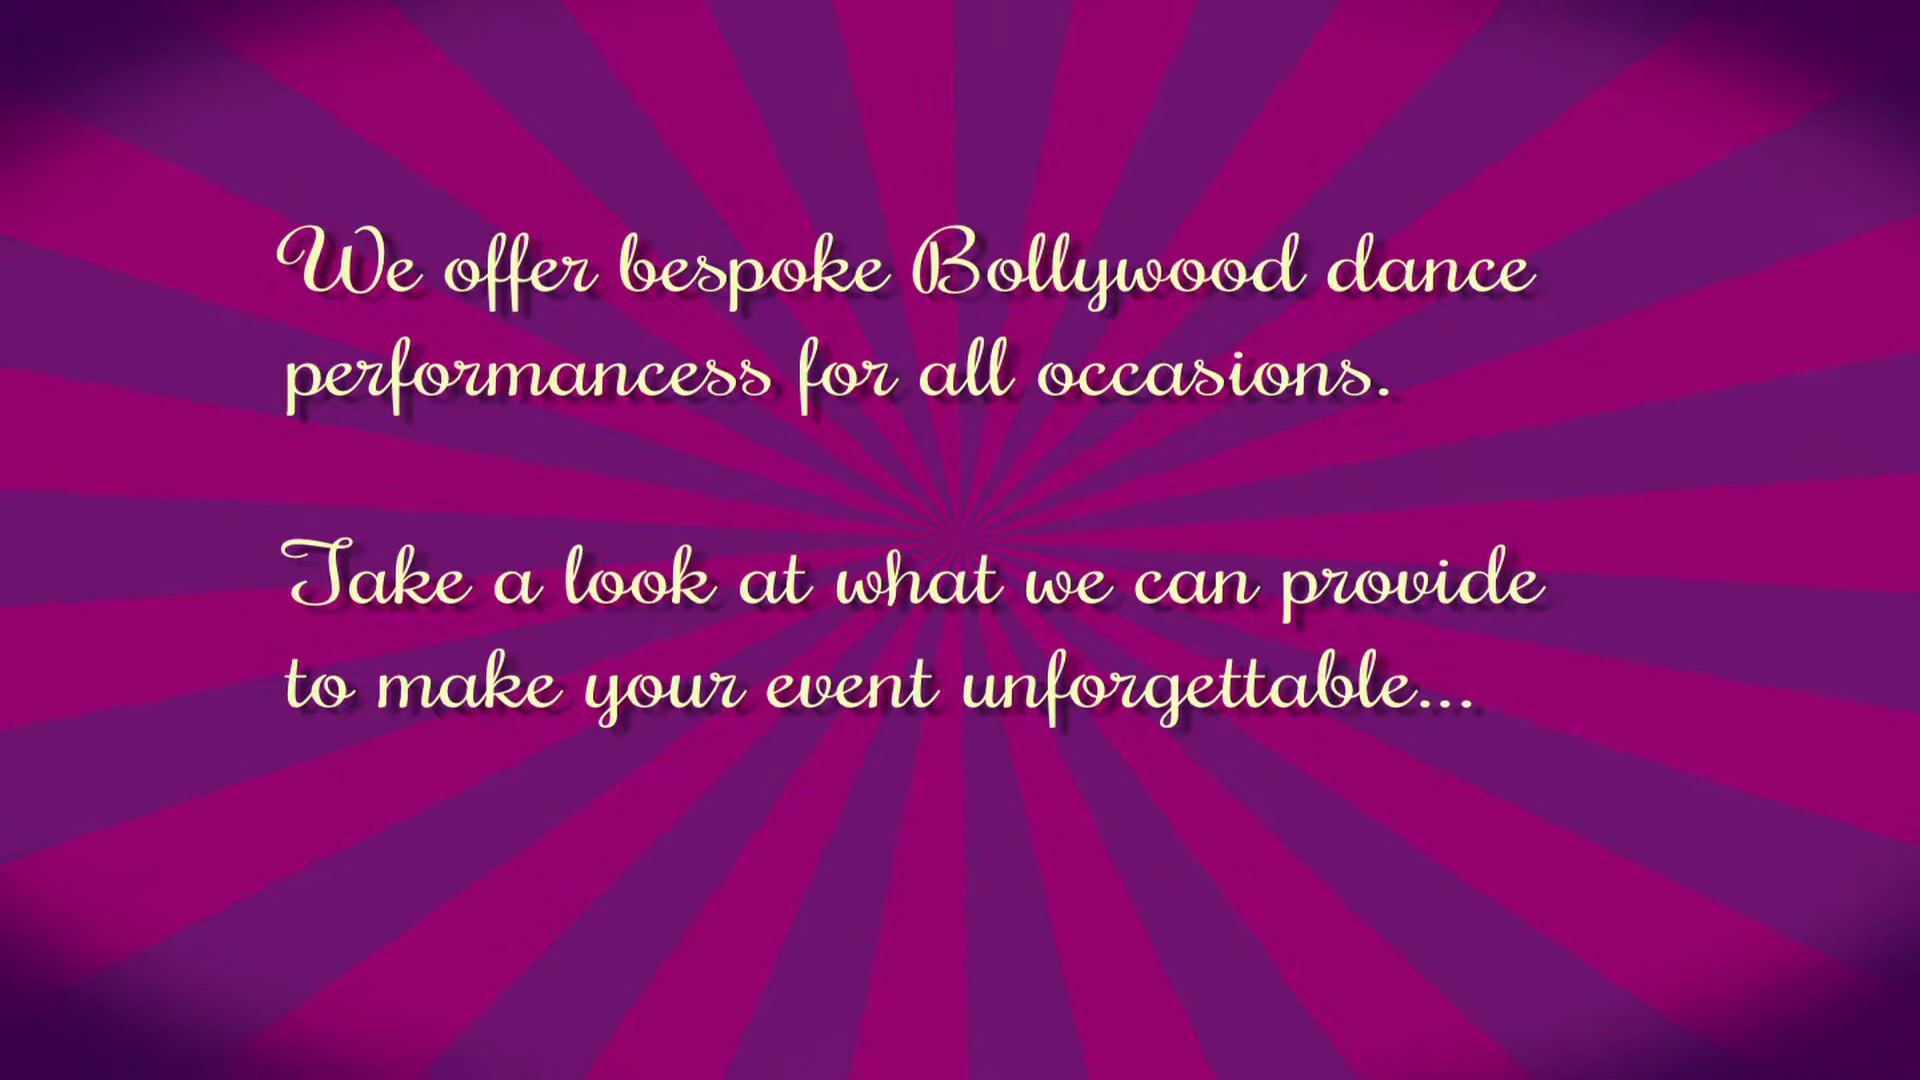 We offer bespoke Bollywood dance
performancess for all occasions.
Take a look at what we can provide
to make your event unforgettable...